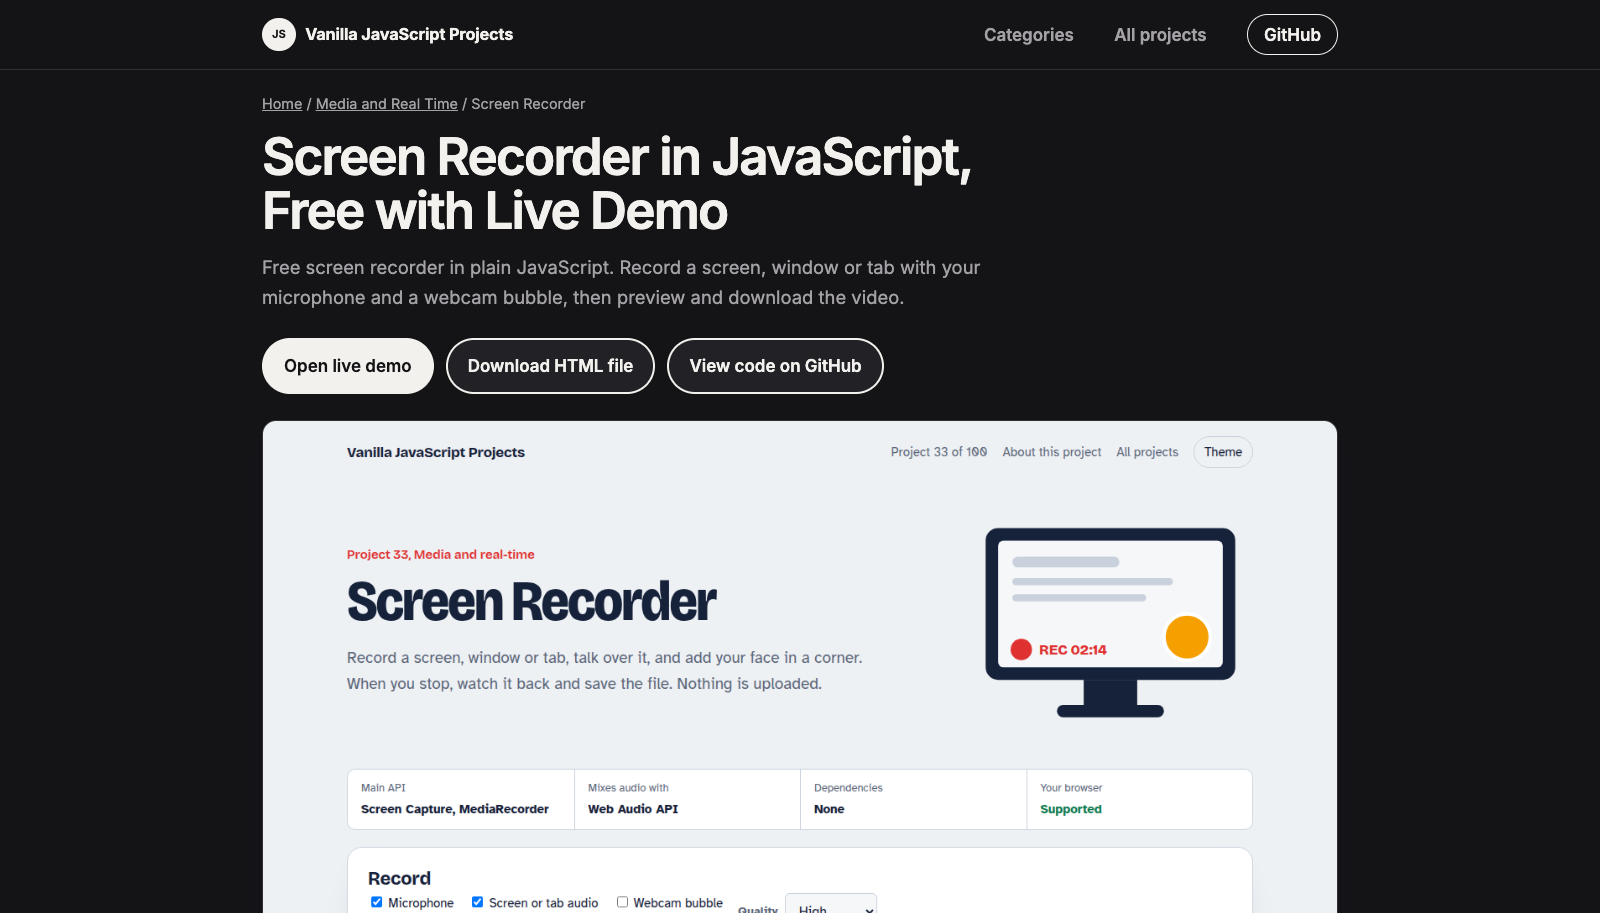 JS Vanilla JavaScript Projects Categories All projects GitHub
Home / Media and Real Time / Screen Recorder
Screen Recorder in JavaScript,
Free with Live Demo
Free screen recorder in plain JavaScript. Record a screen, window or tab with your
microphone and a webcam bubble, then preview and download the video.
Open live demo Download HTML file View code on GitHub
Vanilla JavaScript Projects Project 33 of 100 About this project All projects Theme
Project 33, Media and real-time
Screen Recorder
Record a screen, window or tab, talk over it, and add your face in a corner.
When you stop, watch it back and save the file. Nothing is uploaded.
REC 02:14
Main API Mixes audio with Dependencies Your browser
Screen Capture, MediaRecorder Web Audio API None Supported
Record
Microphone Screen or tab audio Webcam bubble Quality High